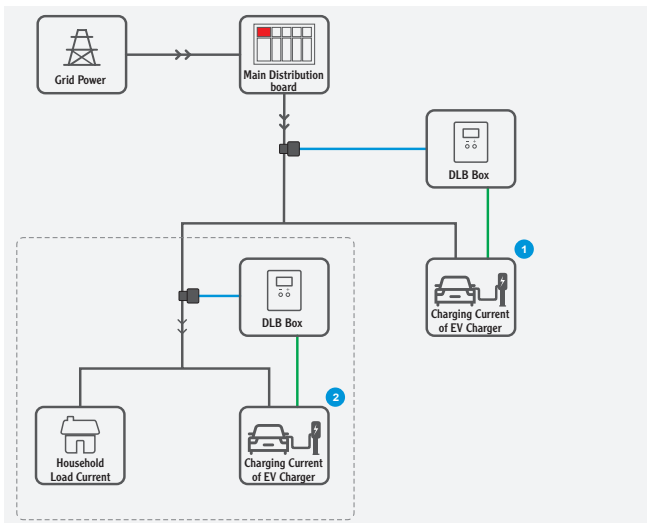 Grid Power
Main Distribution
board
DLB Box
1
Charging Current
of EV Charger
DLB Box
2
Household
Load Current
Charging Current
of EV Charger